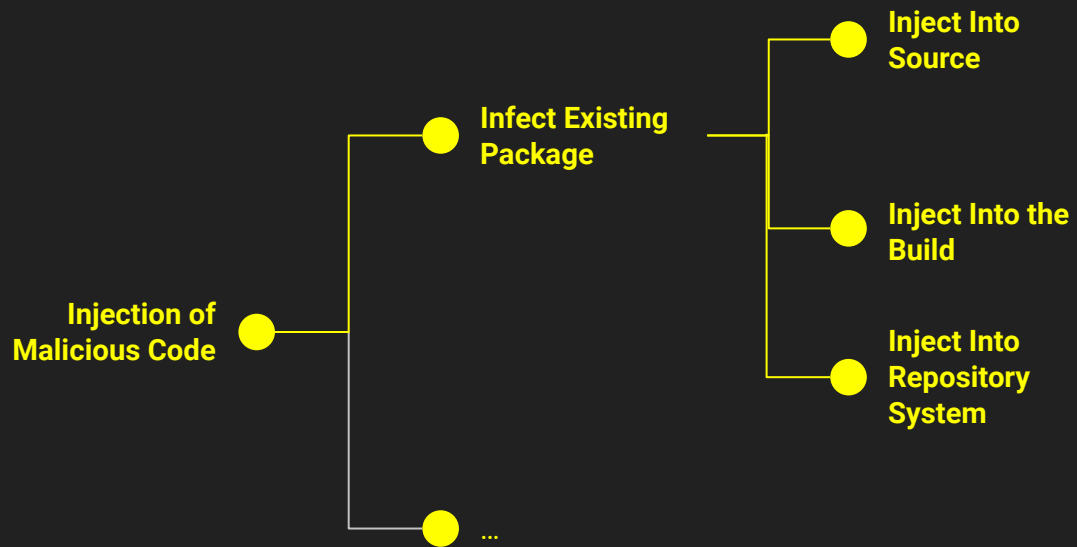 Injection of
Malicious Code
Infect Existing
Package
...
Inject Into
Source
Inject Into the
Build
Inject Into
Repository
System